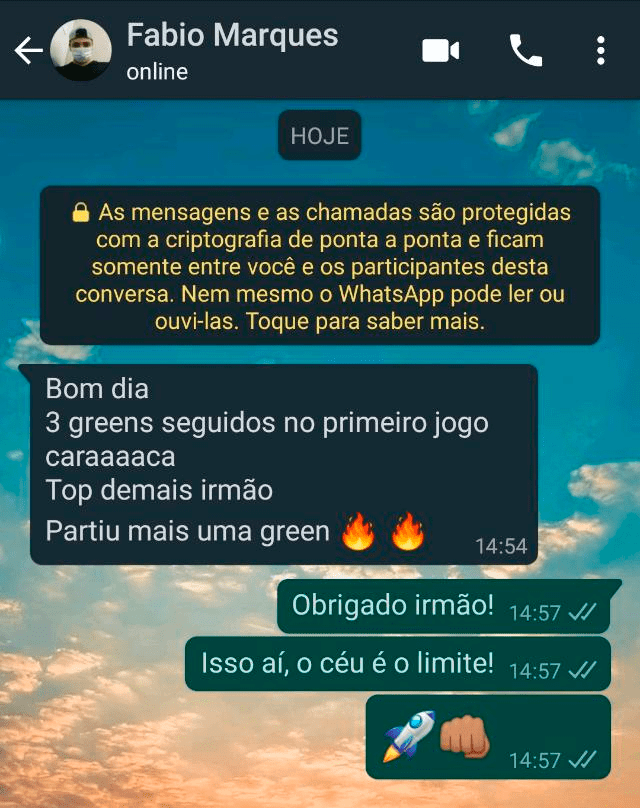 Fabio Marques
online
HOJE
🔒 As mensagens e as chamadas são protegidas
com a criptografia de ponta a ponta e ficam
somente entre você e os participantes desta
conversa. Nem mesmo o WhatsApp pode ler ou
ouvi-las. Toque para saber mais.
Bom dia
3 greens seguidos no primeiro jogo
caraaaaca
Top demais irmão
Partiu mais uma green 🔥 🔥
14:54
Obrigado irmão! 14:57
Isso aí, o céu é o limite! 14:57
🚀👊🏽 14:57